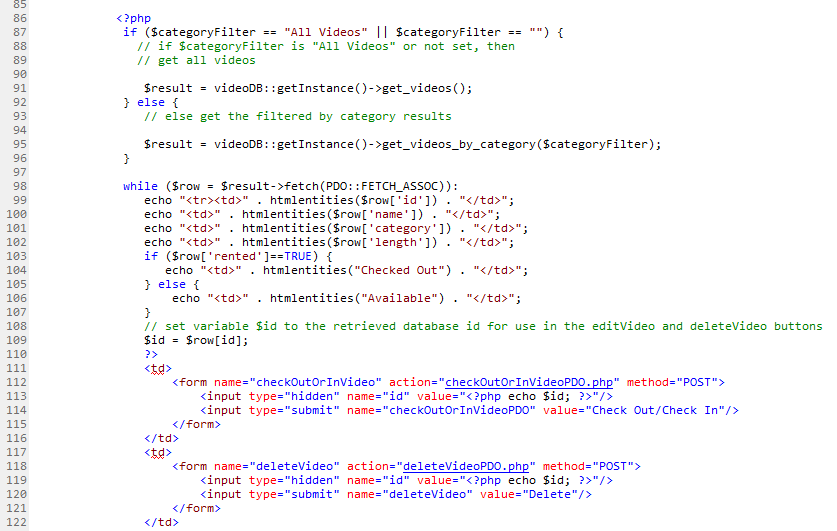 85
86 <?php
87 if ($categoryFilter == "All Videos" || $categoryFilter == "") {
88 // if $categoryFilter is "All Videos" or not set, then
89 // get all videos
90
91 $result = videoDB::getInstance()->get_videos();
92 } else {
93 // else get the filtered by category results
94
95 $result = videoDB::getInstance()->get_videos_by_category($categoryFilter);
96 }
97
98 while ($row = $result->fetch(PDO::FETCH_ASSOC)):
99 echo "<tr><td>" . htmlentities($row['id']) . "</td>";
100 echo "<td>" . htmlentities($row['name']) . "</td>";
101 echo "<td>" . htmlentities($row['category']) . "</td>";
102 echo "<td>" . htmlentities($row['length']) . "</td>";
103 if ($row['rented']==TRUE) {
104 echo "<td>" . htmlentities("Checked Out") . "</td>";
105 } else {
106 echo "<td>" . htmlentities("Available") . "</td>";
107 }
108 // set variable $id to the retrieved database id for use in the editVideo and deleteVideo buttons
109 $id = $row[id];
110 ?>
111 <td>
112 <form name="checkOutOrInVideo" action="checkOutOrInVideoPDO.php" method="POST">
113 <input type="hidden" name="id" value="<?php echo $id; ?>"/>
114 <input type="submit" name="checkOutOrInVideoPDO" value="Check Out/Check In"/>
115 </form>
116 </td>
117 <td>
118 <form name="deleteVideo" action="deleteVideoPDO.php" method="POST">
119 <input type="hidden" name="id" value="<?php echo $id; ?>"/>
120 <input type="submit" name="deleteVideo" value="Delete"/>
121 </form>
122 </td>